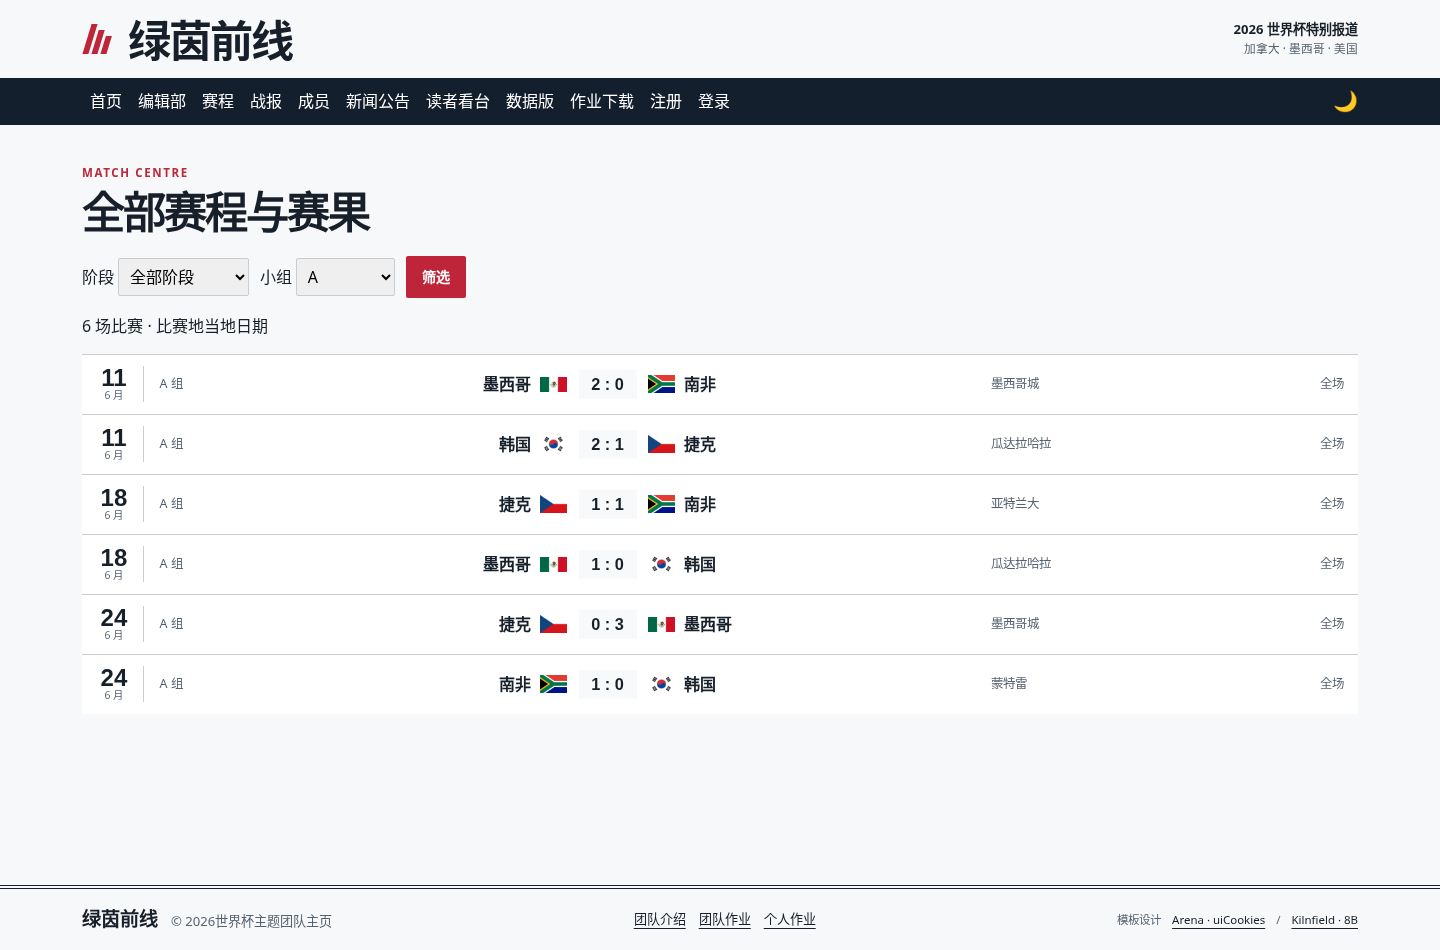 绿茵前线
2026 世界杯特别报道
加拿大 · 墨西哥 · 美国
首页 编辑部 赛程 战报 成员 新闻公告 读者看台 数据版 作业下载 注册 登录
MATCH CENTRE
全部赛程与赛果
阶段 全部阶段 小组 A 筛选
6 场比赛 · 比赛地当地日期
11 6 月 A 组 墨西哥 2 : 0 南非 墨西哥城 全场
11 6 月 A 组 韩国 2 : 1 捷克 瓜达拉哈拉 全场
18 6 月 A 组 捷克 1 : 1 南非 亚特兰大 全场
18 6 月 A 组 墨西哥 1 : 0 韩国 瓜达拉哈拉 全场
24 6 月 A 组 捷克 0 : 3 墨西哥 墨西哥城 全场
24 6 月 A 组 南非 1 : 0 韩国 蒙特雷 全场
绿茵前线 © 2026世界杯主题团队主页 团队介绍 团队作业 个人作业 模板设计 Arena · uiCookies / Kilnfield · 8B